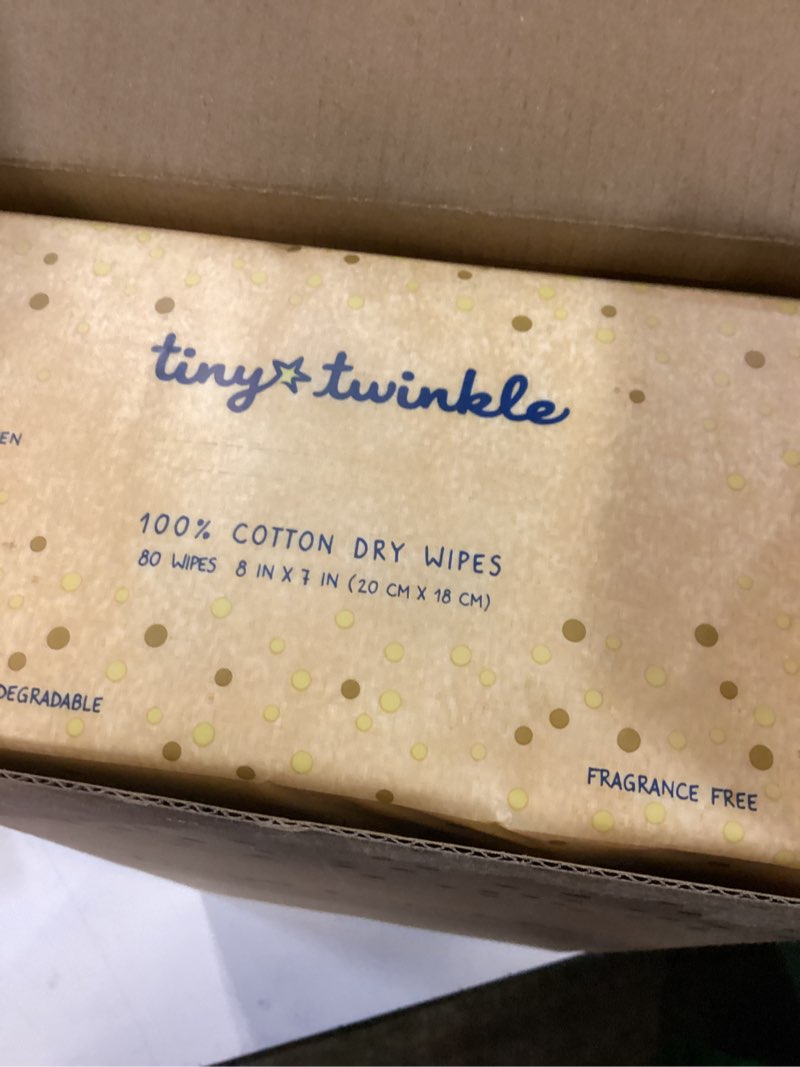 tiny twinkle
EN
100% COTTON DRY WIPES
80 WIPES 8 IN X 7 IN (20 CM X 18 CM)
DEGRADABLE
FRAGRANCE FREE